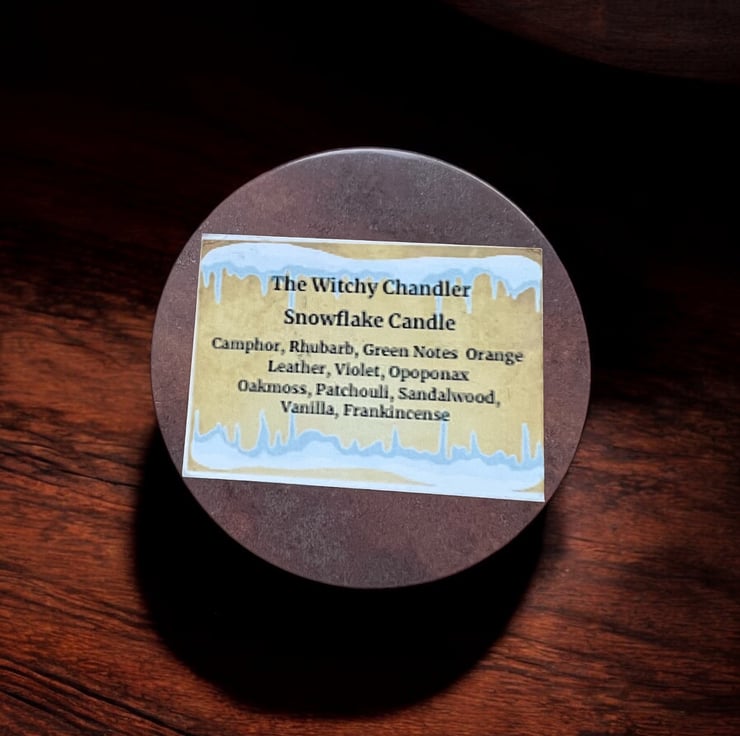 The Witchy Chandler
Snowflake Candle
Camphor, Rhubarb, Green Notes Orange
Leather, Violet, Opoponax
Oakmoss, Patchouli, Sandalwood,
Vanilla, Frankincense